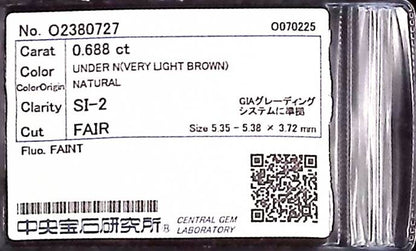 No. O2380727 O070225
Carat 0.688 ct
Color UNDER N(VERY LIGHT BROWN)
ColorOrigin NATURAL
Clarity SI-2 GIAグレーディング
システムに準拠
Cut FAIR Size 5.35 - 5.38 × 3.72 mm
Fluo. FAINT
中央宝石研究所® CENTRAL GEM
LABORATORY